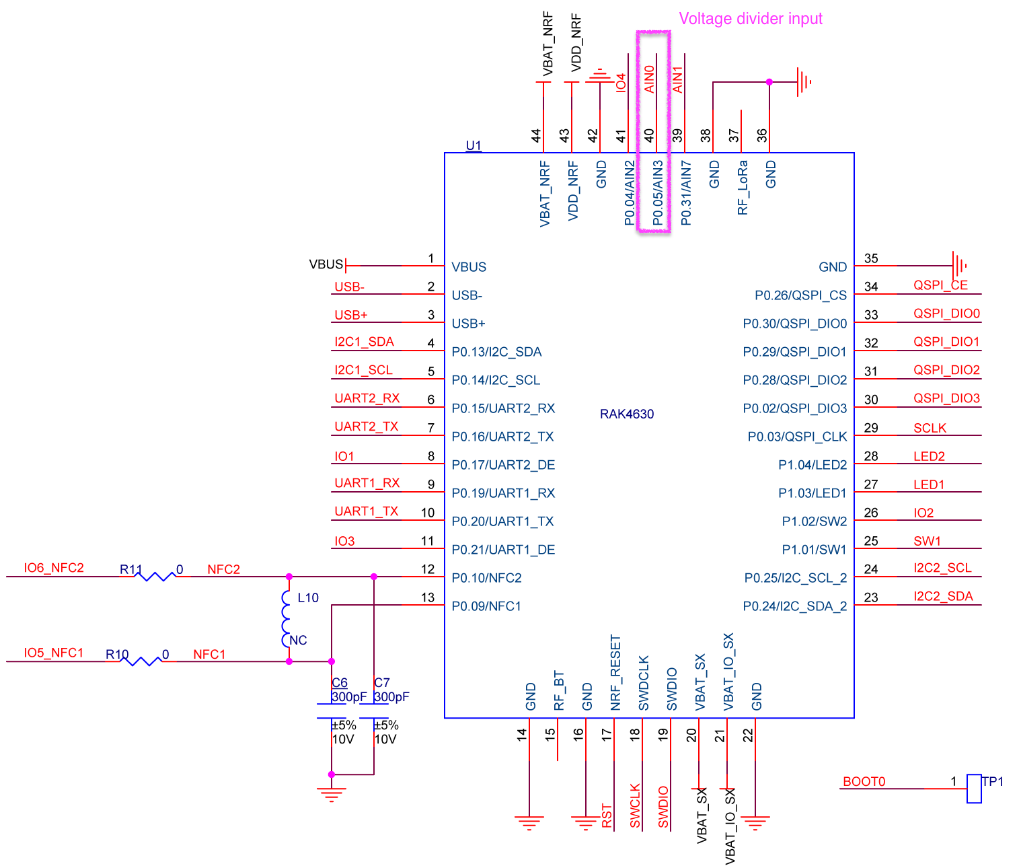 Voltage divider input
VBAT_NRF
VDD_NRF
IO4
AIN0
AIN1
44
43
42
41
40
39
38
37
36
U1
VBAT_NRF
VDD_NRF
GND
P0.04/AIN2
P0.05/AIN3
P0.31/AIN7
GND
RF_LoRa
GND
VBUS 1 VBUS
USB- 2 USB-
USB+ 3 USB+
I2C1_SDA 4 P0.13/I2C_SDA
I2C1_SCL 5 P0.14/I2C_SCL
UART2_RX 6 P0.15/UART2_RX
UART2_TX 7 P0.16/UART2_TX
IO1 8 P0.17/UART2_DE
UART1_RX 9 P0.19/UART1_RX
UART1_TX 10 P0.20/UART1_TX
IO3 11 P0.21/UART1_DE
IO6_NFC2 R11 0 NFC2 12 P0.10/NFC2
13 P0.09/NFC1
L10
NC
IO5_NFC1 R10 0 NFC1
C6 C7
300pF 300pF
±5% ±5%
10V 10V
RAK4630
GND 35
P0.26/QSPI_CS 34 QSPI_CE
P0.30/QSPI_DIO0 33 QSPI_DIO0
P0.29/QSPI_DIO1 32 QSPI_DIO1
P0.28/QSPI_DIO2 31 QSPI_DIO2
P0.02/QSPI_DIO3 30 QSPI_DIO3
P0.03/QSPI_CLK 29 SCLK
P1.04/LED2 28 LED2
P1.03/LED1 27 LED1
P1.02/SW2 26 IO2
P1.01/SW1 25 SW1
P0.25/I2C_SCL_2 24 I2C2_SCL
P0.24/I2C_SDA_2 23 I2C2_SDA
GND
RF_BT
GND
NRF_RESET
SWDCLK
SWDIO
VBAT_SX
VBAT_IO_SX
GND
14
15
16
17
18
19
20
21
22
RST
SWCLK
SWDIO
VBAT_SX
VBAT_IO_SX
BOOT0 1 TP1